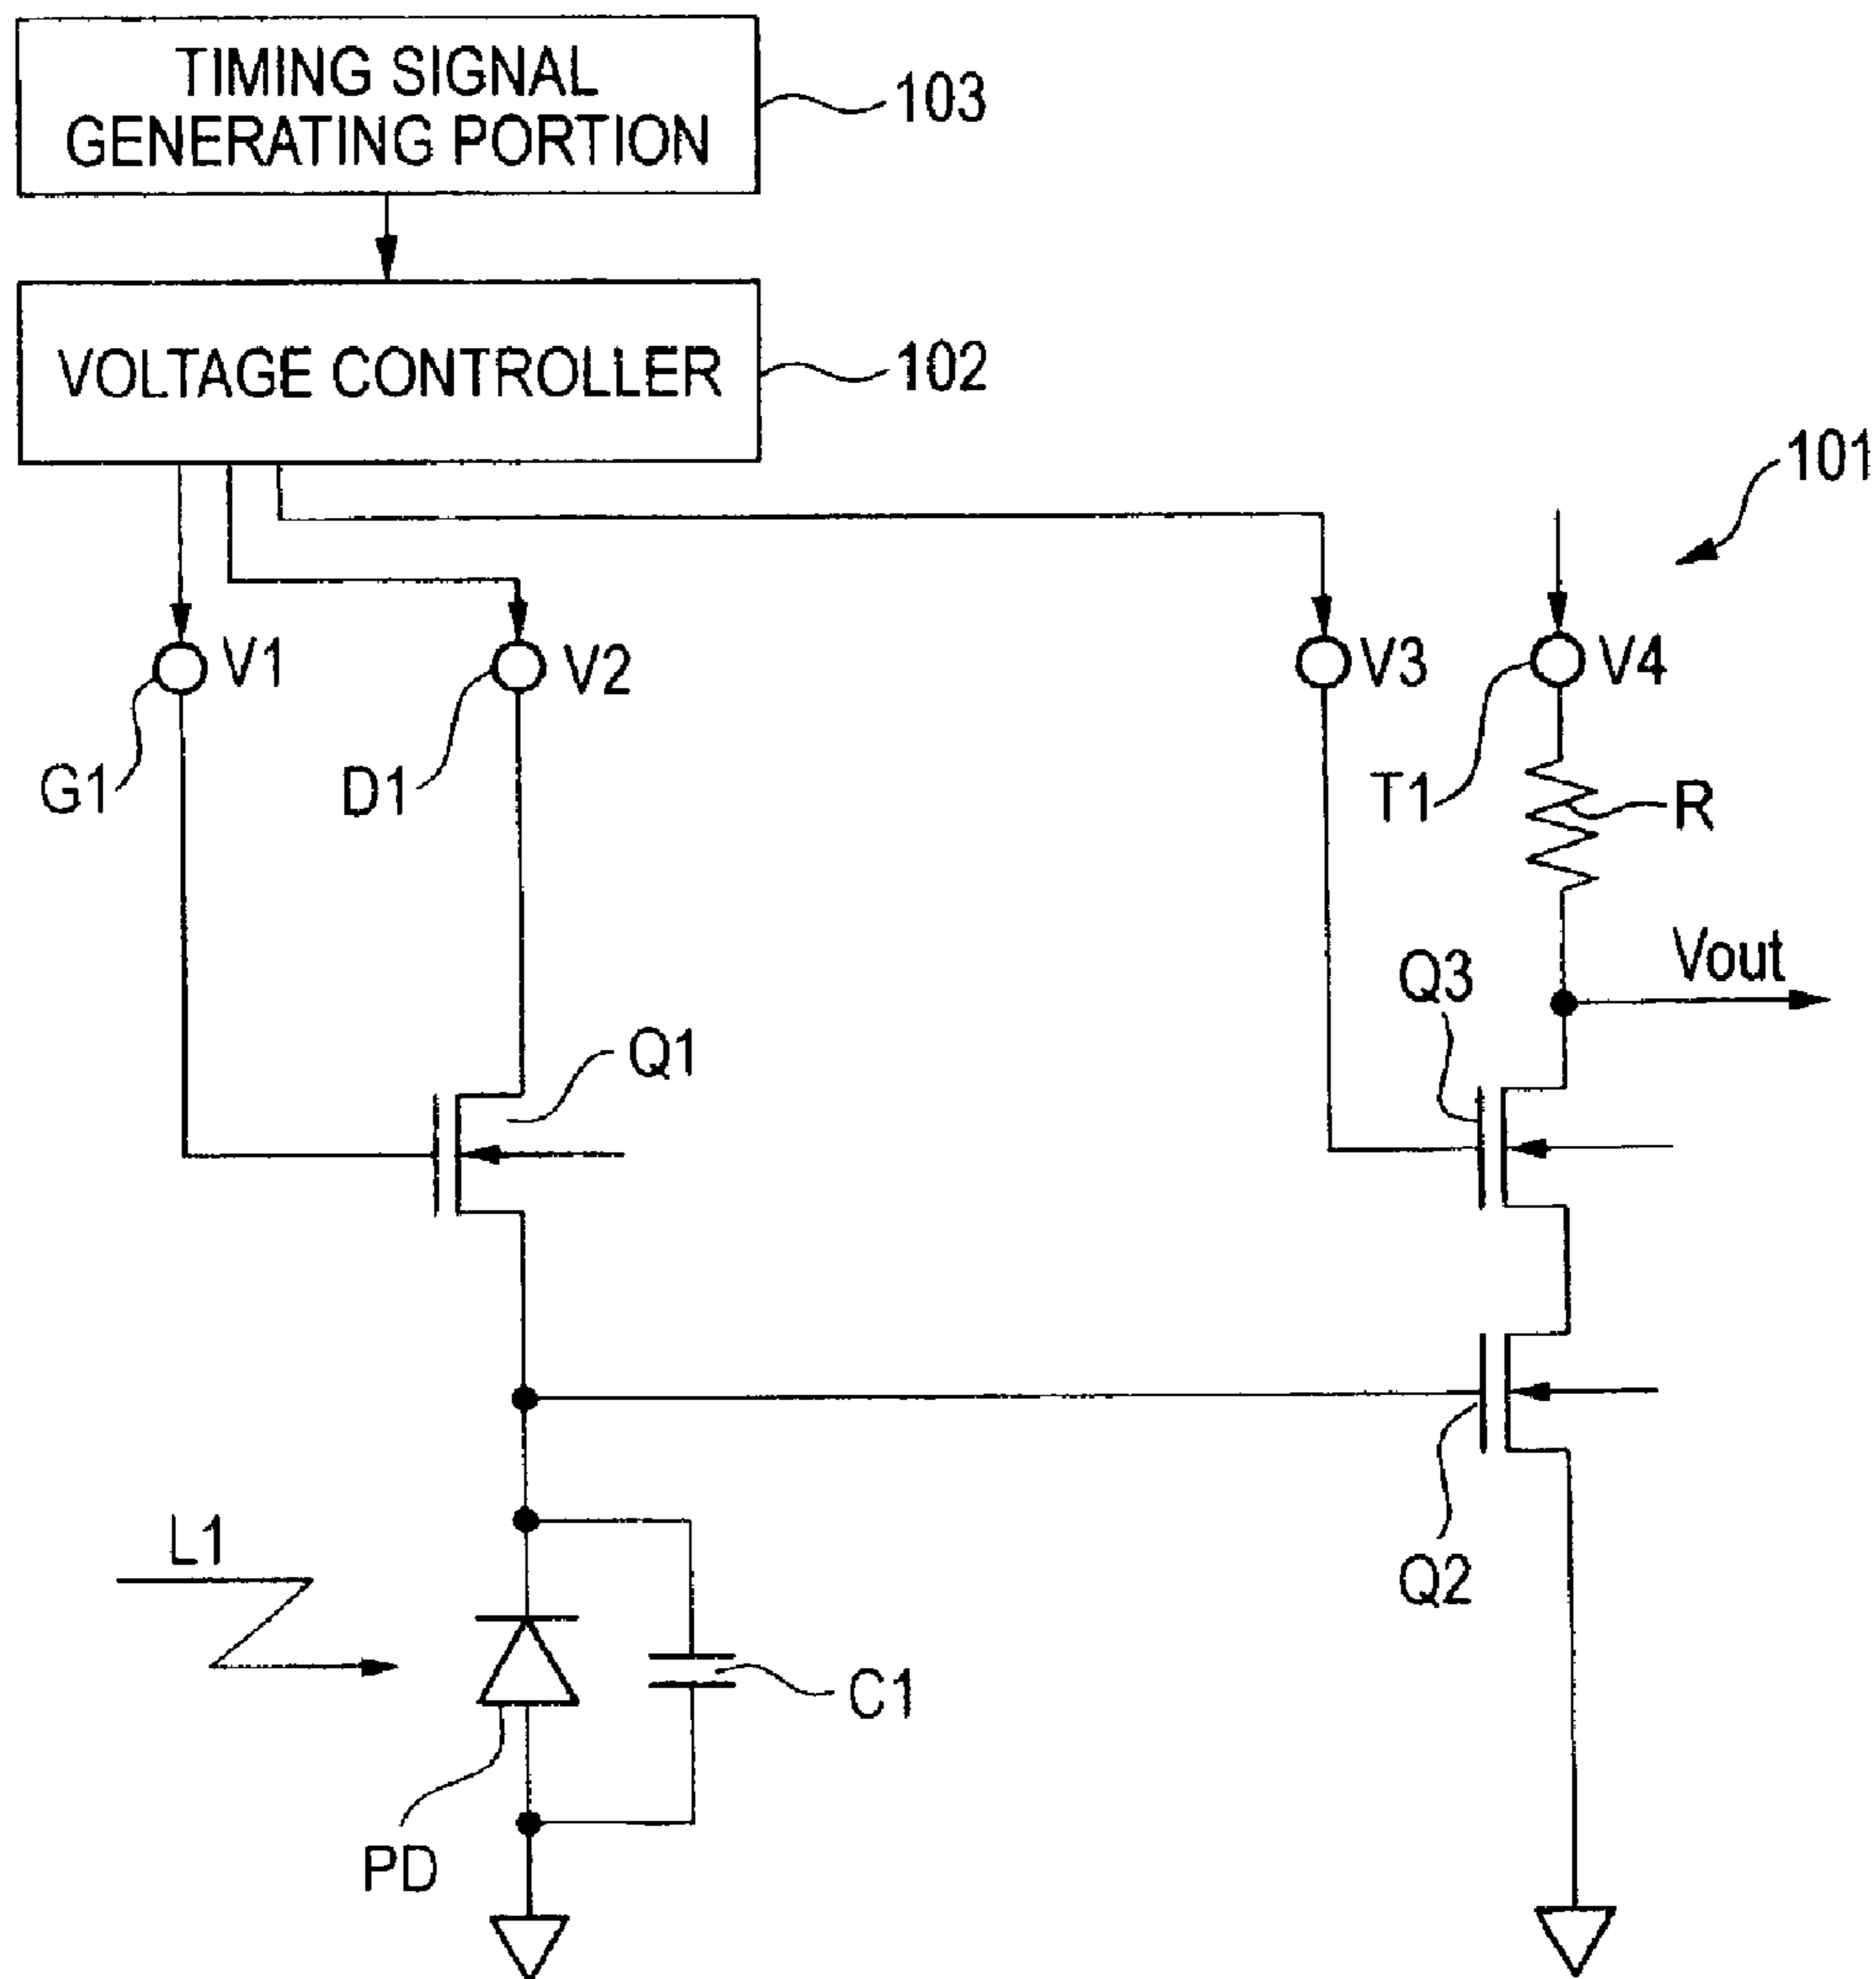 TIMING SIGNAL
GENERATING PORTION
103
VOLTAGE CONTROLLER
102
101
V1
V2
V3
V4
G1
D1
T1
R
Q3
Vout
Q1
L1
Q2
C1
PD